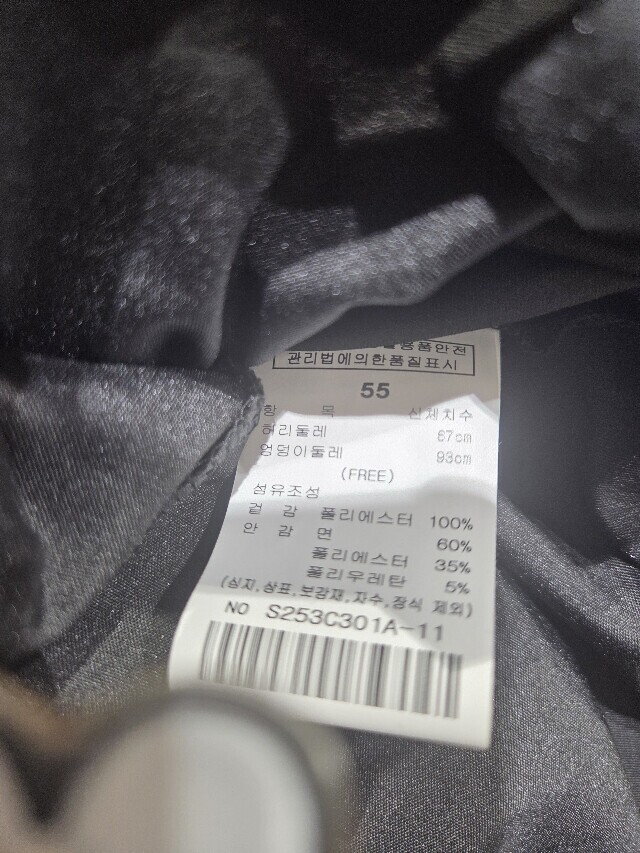 품안전
관리법에의한품질표시
55
항 목 신체치수
허리둘레 67cm
엉덩이둘레 93cm
(FREE)
섬유조성
겉 감 폴리에스터 100%
안 감 면 60%
폴리에스터 35%
폴리우레탄 5%
(심지,상표,보강재,자수,장식 제외)
NO S253C301A-11